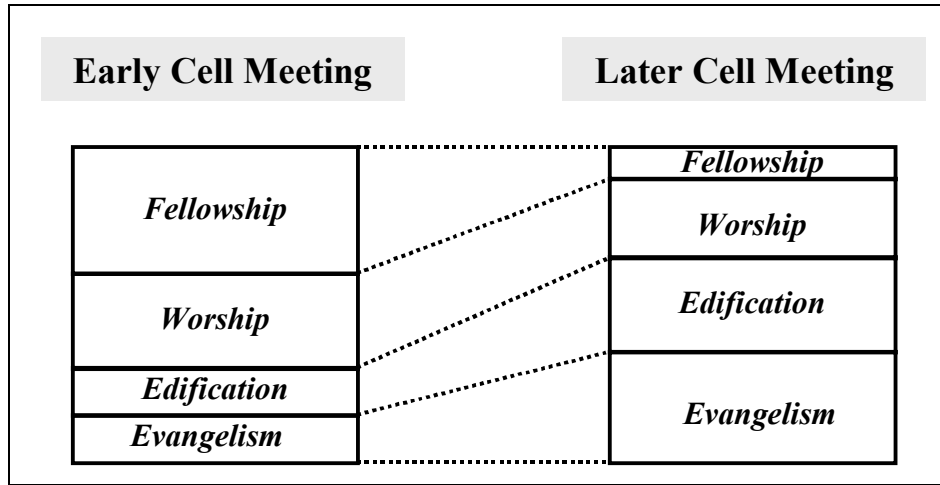 Early Cell Meeting
Later Cell Meeting
Fellowship
Worship
Edification
Evangelism
Fellowship
Worship
Edification
Evangelism